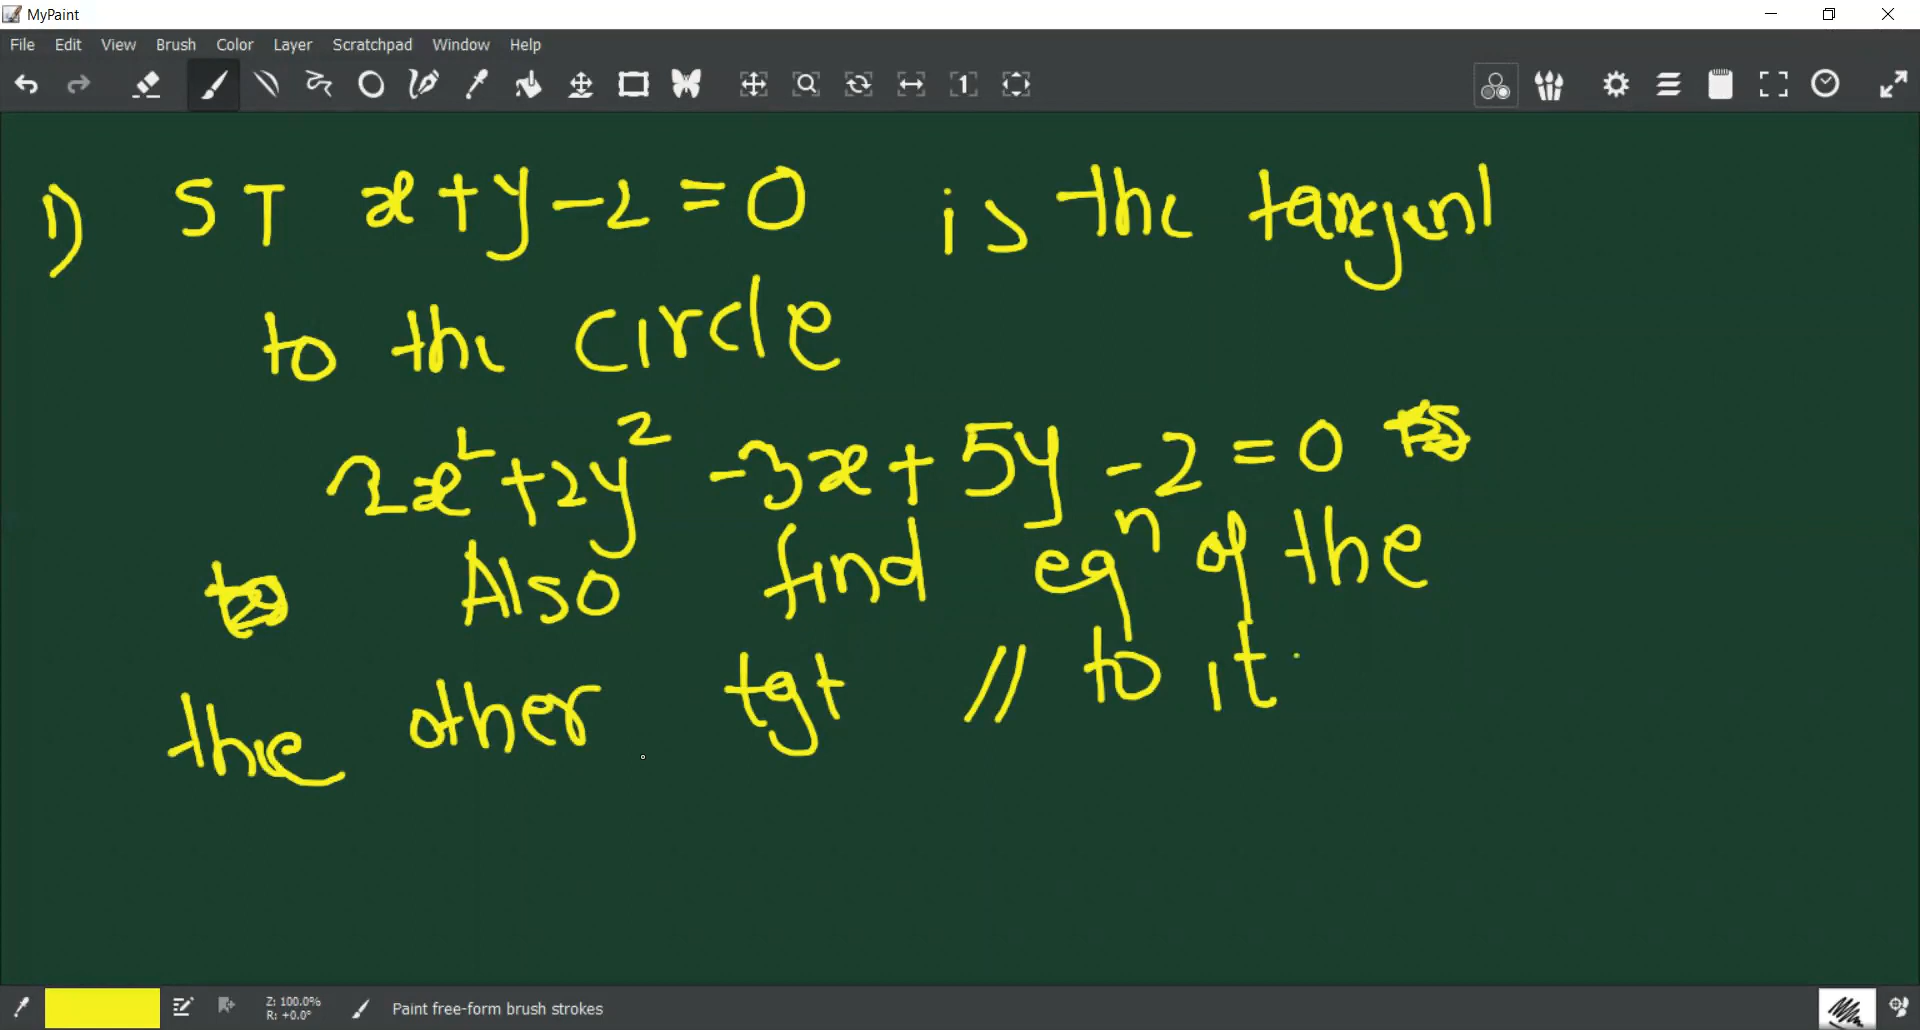 MyPaint
File Edit View Brush Color Layer Scratchpad Window Help
1) ST x+y-2=0 is the tangent
to the circle
2x²+2y²-3x+5y-2=0
Also find eqⁿ of the
the other tgt // to it.
Z: 100.0%
R: +0.0°
Paint free-form brush strokes